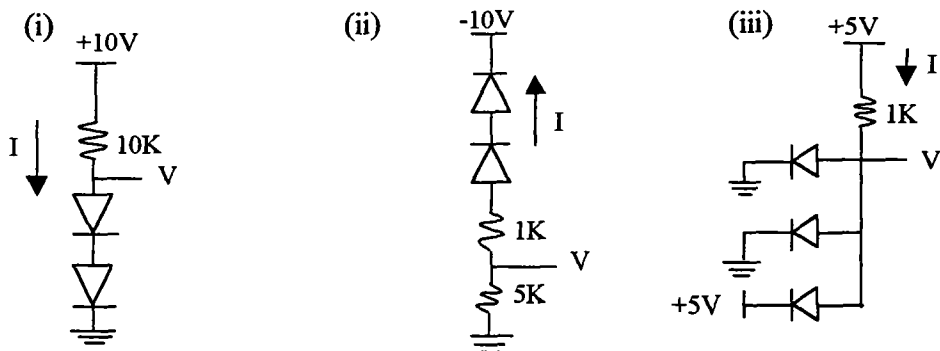 (i)
+10V
I
10K
V
(ii)
-10V
I
1K
V
5K
(iii)
+5V
I
1K
V
+5V